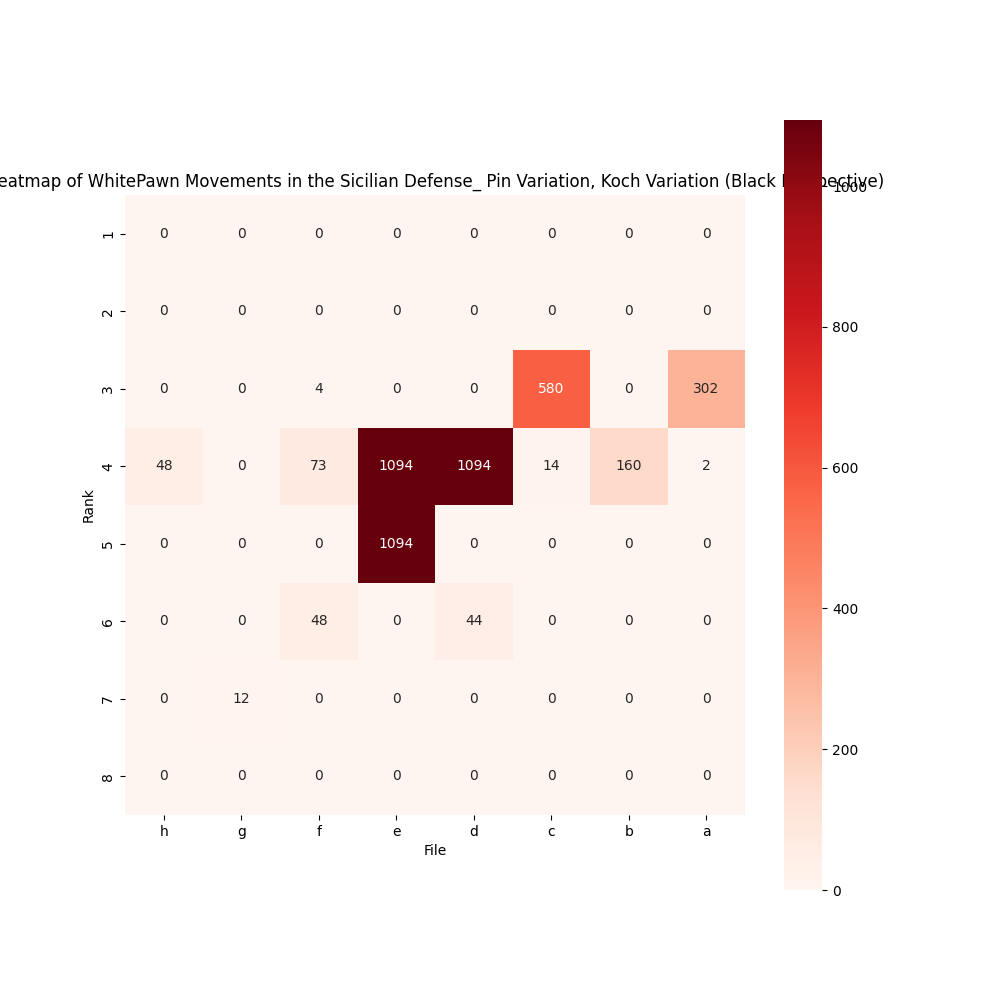 eatmap of WhitePawn Movements in the Sicilian Defense_ Pin Variation, Koch Variation (Black Perspective)
1000
1 0 0 0 0 0 0 0 0
2 0 0 0 0 0 0 0 0
800
3 0 0 4 0 0 580 0 302
4 48 0 73 1094 1094 14 160 2
600
Rank
5 0 0 0 1094 0 0 0 0
400
6 0 0 48 0 44 0 0 0
7 0 12 0 0 0 0 0 0
200
8 0 0 0 0 0 0 0 0
h g f e d c b a
File
0